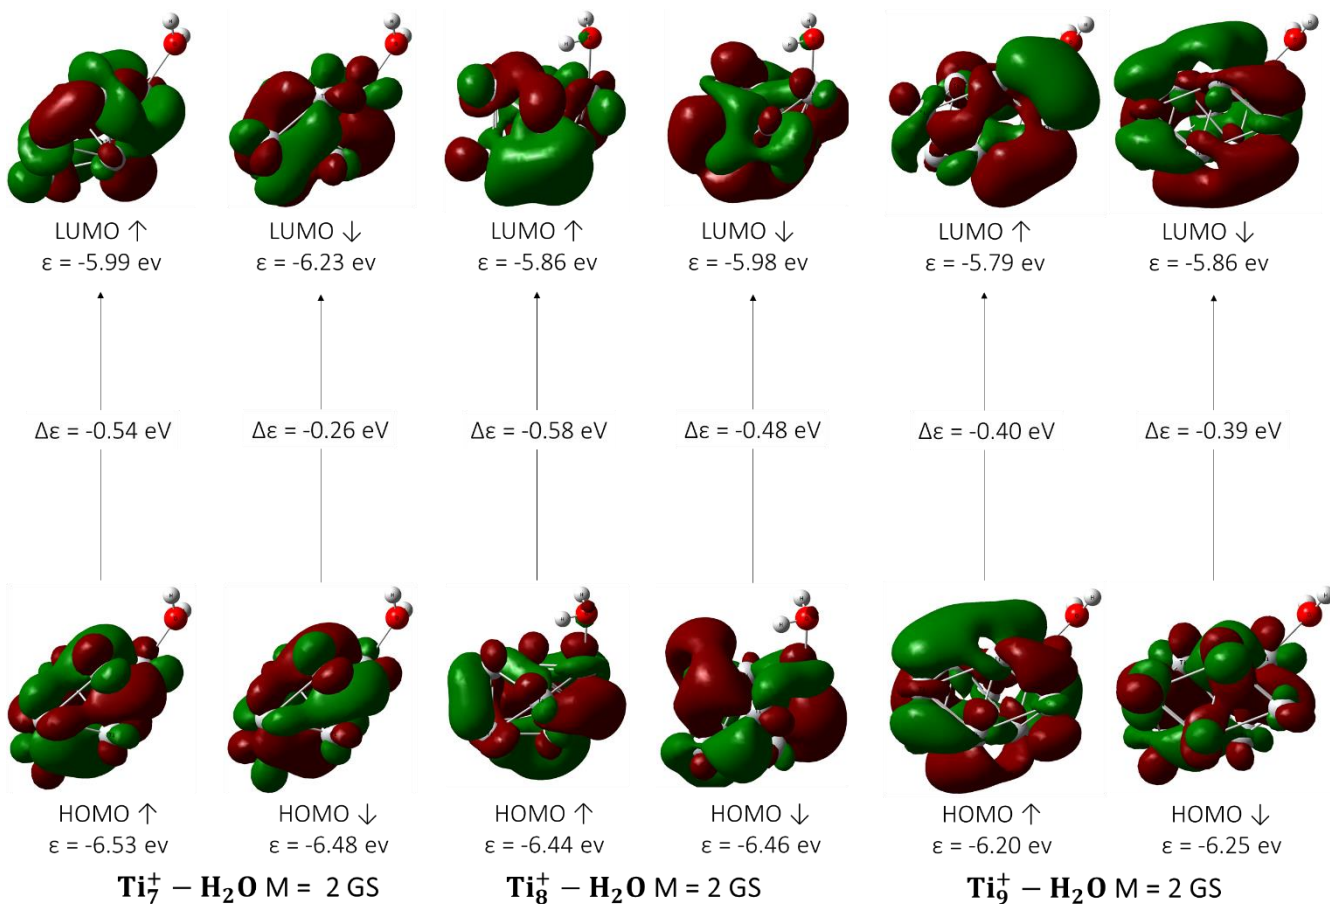 LUMO ↑ LUMO ↓ LUMO ↑ LUMO ↓ LUMO ↑ LUMO ↓
ε = -5.99 ev ε = -6.23 ev ε = -5.86 ev ε = -5.98 ev ε = -5.79 ev ε = -5.86 ev
Δε = -0.54 eV Δε = -0.26 eV Δε = -0.58 eV Δε = -0.48 eV Δε = -0.40 eV Δε = -0.39 eV
HOMO ↑ HOMO ↓ HOMO ↑ HOMO ↓ HOMO ↑ HOMO ↓
ε = -6.53 ev ε = -6.48 ev ε = -6.44 ev ε = -6.46 ev ε = -6.20 ev ε = -6.25 ev
Ti₇⁺ − H₂O M = 2 GS Ti₈⁺ − H₂O M = 2 GS Ti₉⁺ − H₂O M = 2 GS